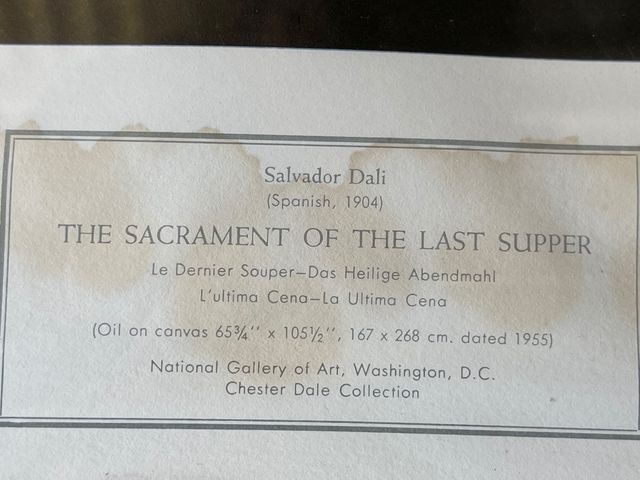 Salvador Dali
(Spanish, 1904)
THE SACRAMENT OF THE LAST SUPPER
Le Dernier Souper—Das Heilige Abendmahl
L'ultima Cena—La Ultima Cena
(Oil on canvas 65¾'' x 105½'', 167 x 268 cm. dated 1955)
National Gallery of Art, Washington, D.C.
Chester Dale Collection